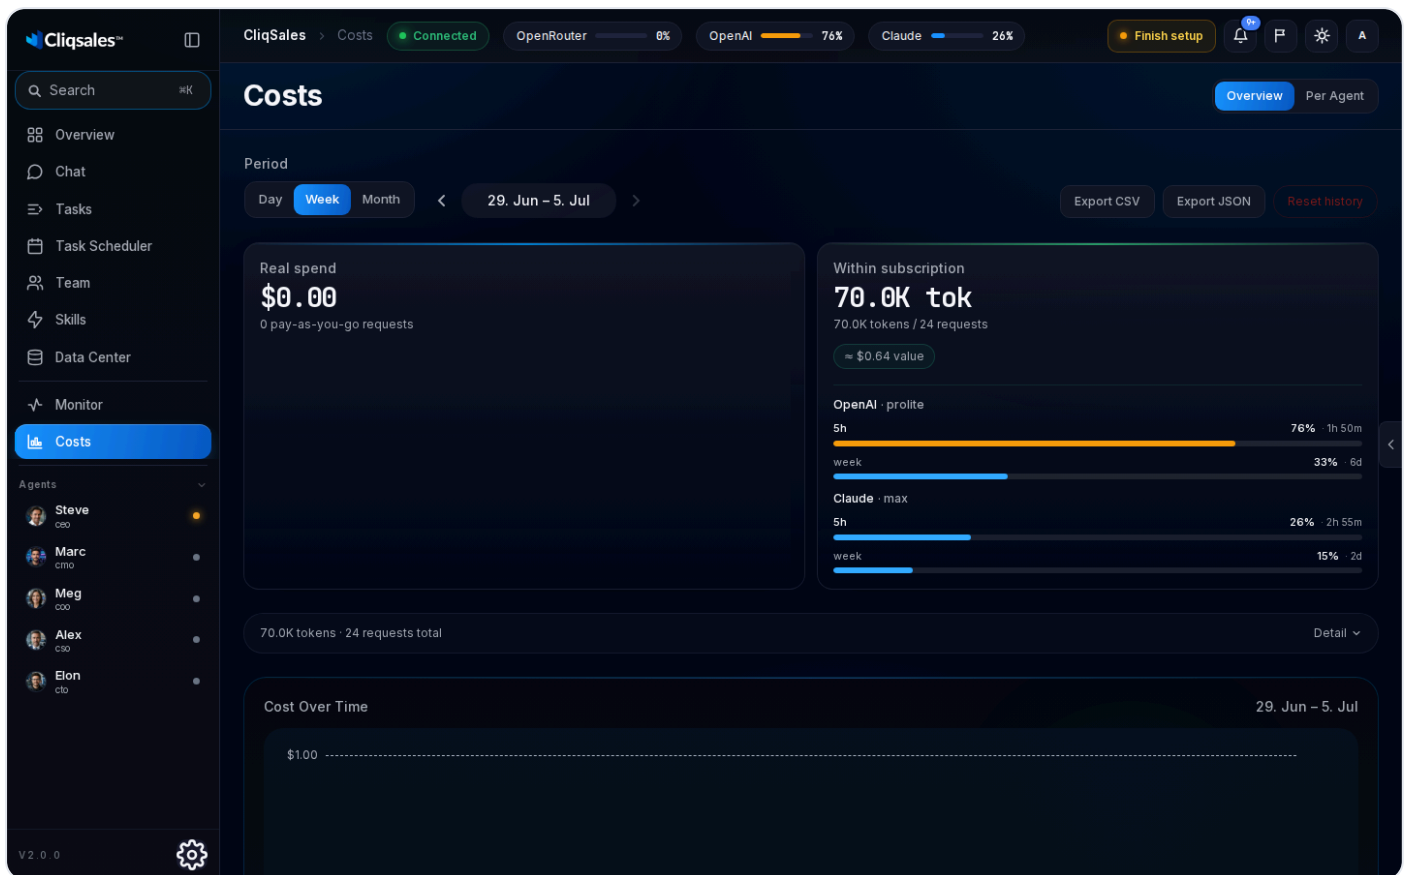 Cliqsales™
Search ⌘K
Overview
Chat
Tasks
Task Scheduler
Team
Skills
Data Center
Monitor
Costs
Agents
Steve
ceo
Marc
cmo
Meg
coo
Alex
cso
Elon
cto
V2.0.0
CliqSales › Costs Connected OpenRouter 0% OpenAI 76% Claude 26% Finish setup 9+ A
Costs Overview Per Agent
Period
Day Week Month 29. Jun – 5. Jul Export CSV Export JSON Reset history
Real spend
$0.00
0 pay-as-you-go requests
Within subscription
70.0K tok
70.0K tokens / 24 requests
≈ $0.64 value
OpenAI · prolite
5h 76% · 1h 50m
week 33% · 6d
Claude · max
5h 26% · 2h 55m
week 15% · 2d
70.0K tokens · 24 requests total Detail
Cost Over Time 29. Jun – 5. Jul
$1.00